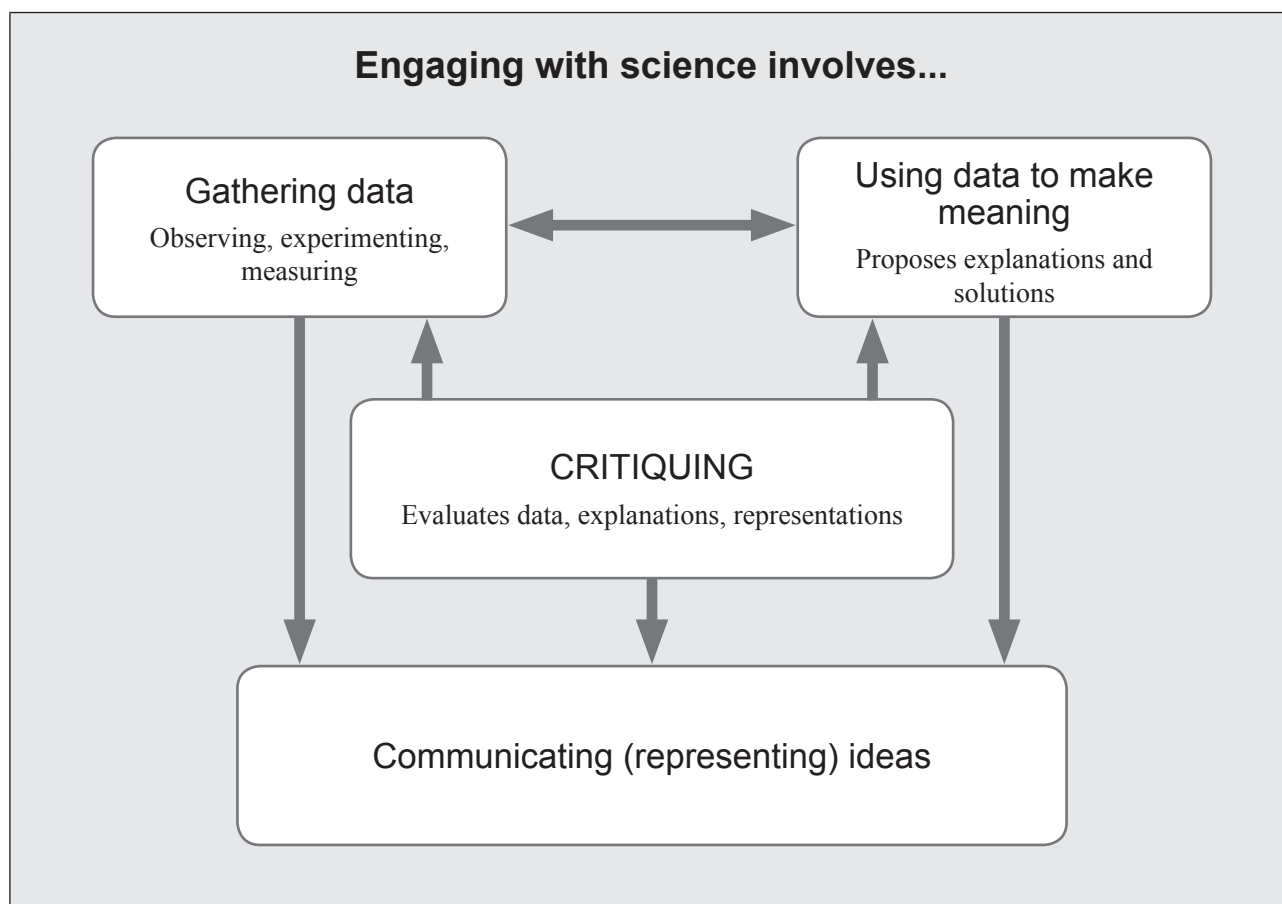 Engaging with science involves...
Gathering data
Observing, experimenting,
measuring
Using data to make
meaning
Proposes explanations and
solutions
CRITIQUING
Evaluates data, explanations, representations
Communicating (representing) ideas